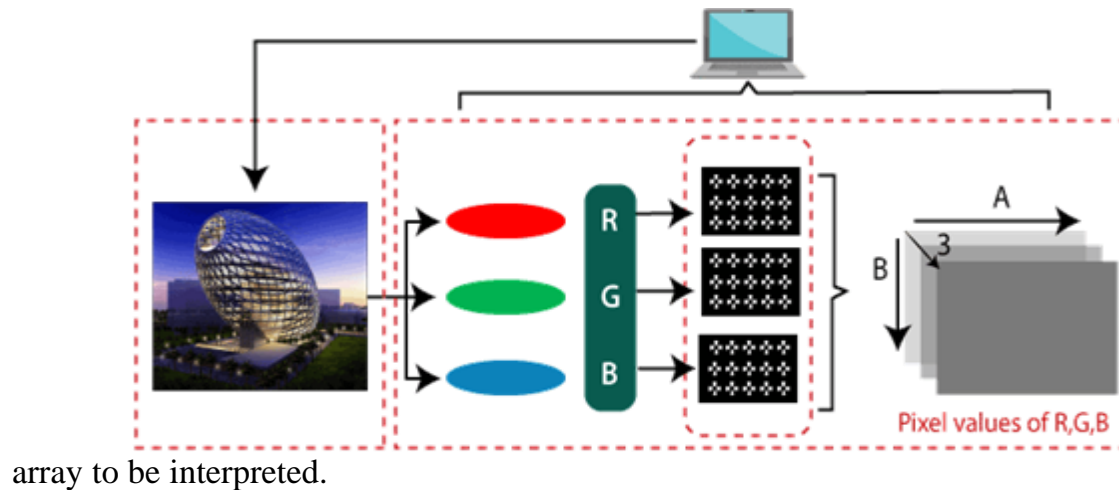 A
3
B
R
G
B
Pixel values of R,G,B
array to be interpreted.